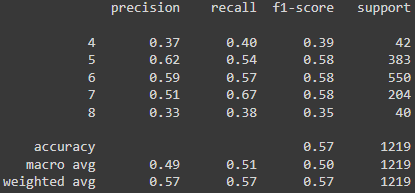 precision recall f1-score support
4 0.37 0.40 0.39 42
5 0.62 0.54 0.58 383
6 0.59 0.57 0.58 550
7 0.51 0.67 0.58 204
8 0.33 0.38 0.35 40
accuracy 0.57 1219
macro avg 0.49 0.51 0.50 1219
weighted avg 0.57 0.57 0.57 1219